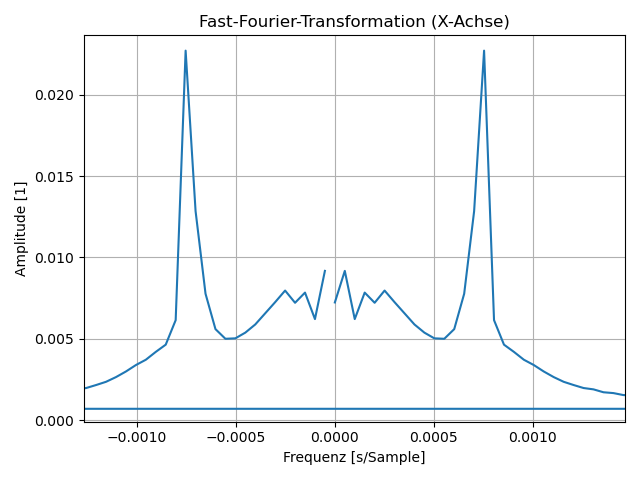 Fast-Fourier-Transformation (X-Achse)
Amplitude [1]
0.020
0.015
0.010
0.005
0.000
−0.0010 −0.0005 0.0000 0.0005 0.0010
Frequenz [s/Sample]